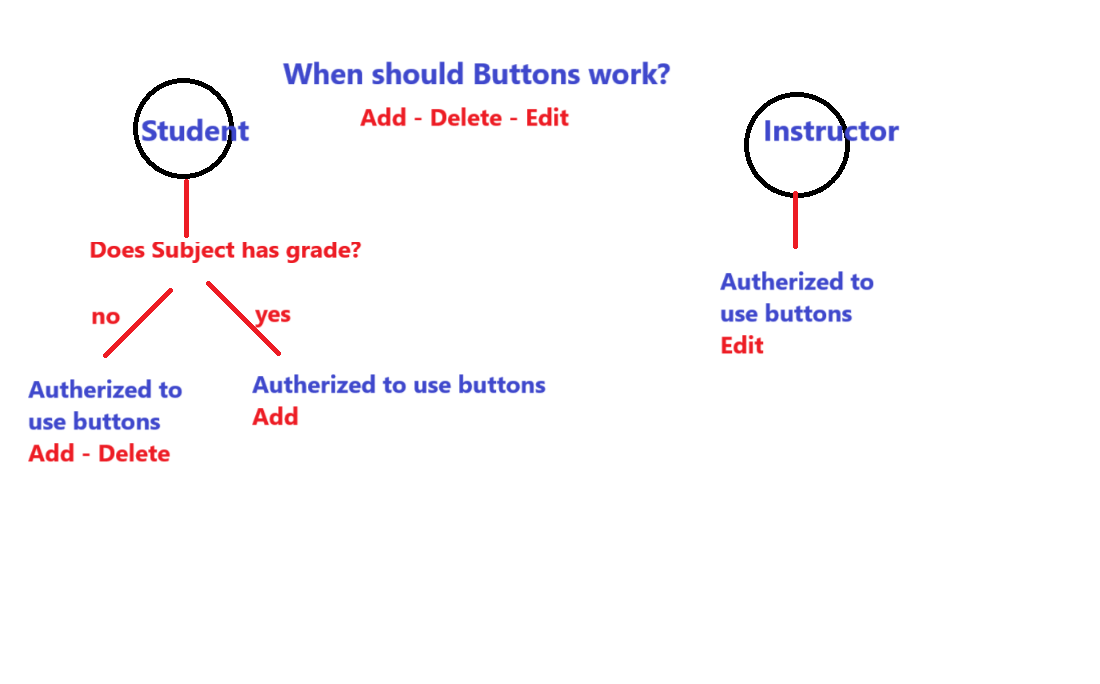 When should Buttons work?
Add - Delete - Edit
Student
Does Subject has grade?
no
yes
Autherized to
use buttons
Add - Delete
Autherized to use buttons
Add
Instructor
Autherized to
use buttons
Edit